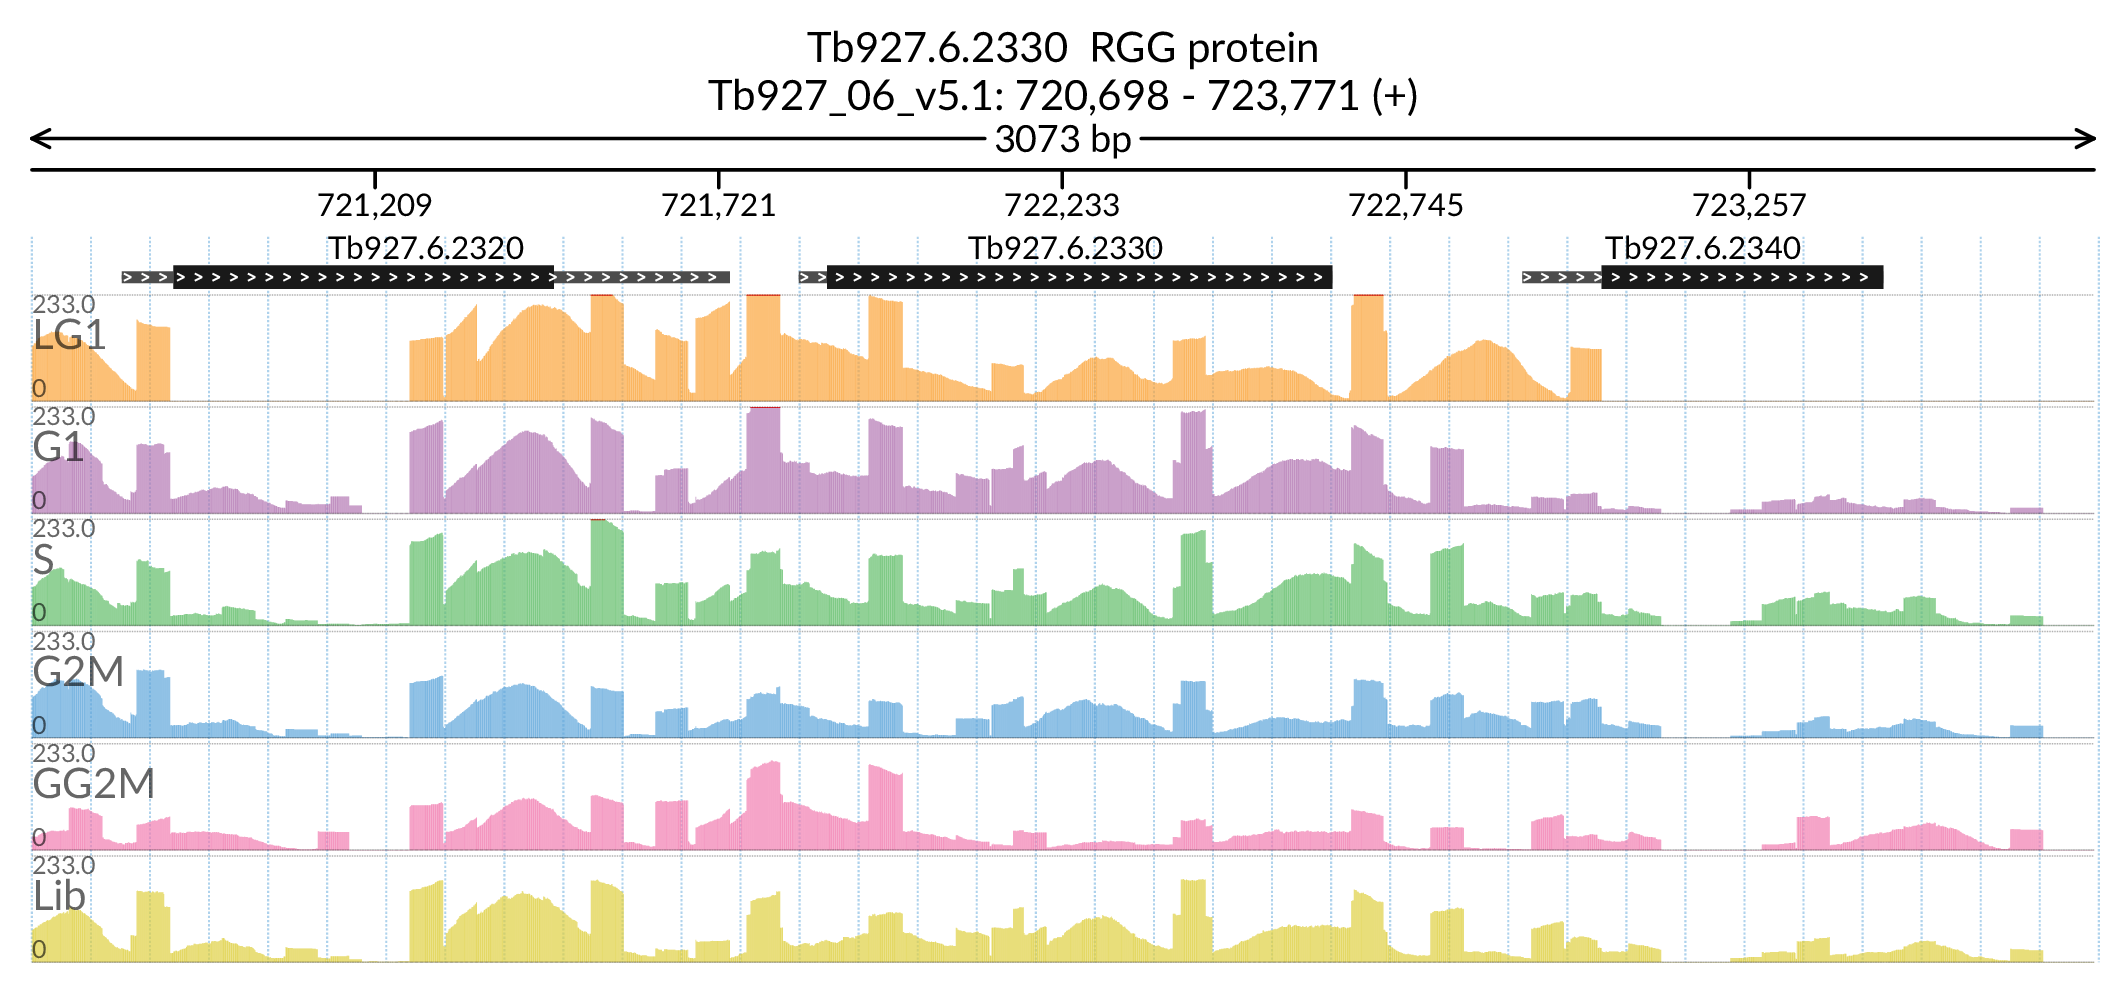 Tb927.6.2330  RGG protein
Tb927_06_v5.1: 720,698 - 723,771 (+)
3073 bp
721,209 721,721 722,233 722,745 723,257
Tb927.6.2320 Tb927.6.2330 Tb927.6.2340
233.0
LG1
0
233.0
G1
0
233.0
S
0
233.0
G2M
0
233.0
GG2M
0
233.0
Lib
0